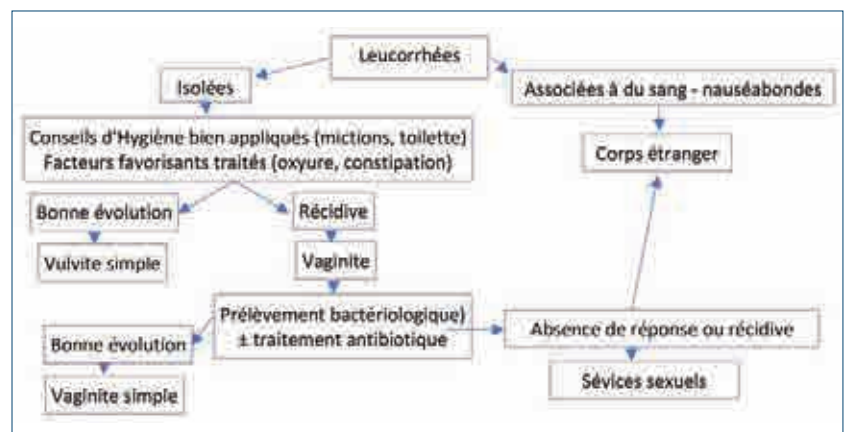 Leucorrhées
Isolées
Associées à du sang - nauséabondes
Conseils d'Hygiène bien appliqués (mictions, toilette)
Facteurs favorisants traités (oxyure, constipation)
Corps étranger
Bonne évolution
Récidive
Vulvite simple
Vaginite
Prélèvement bactériologique)
± traitement antibiotique
Absence de réponse ou récidive
Bonne évolution
Sévices sexuels
Vaginite simple